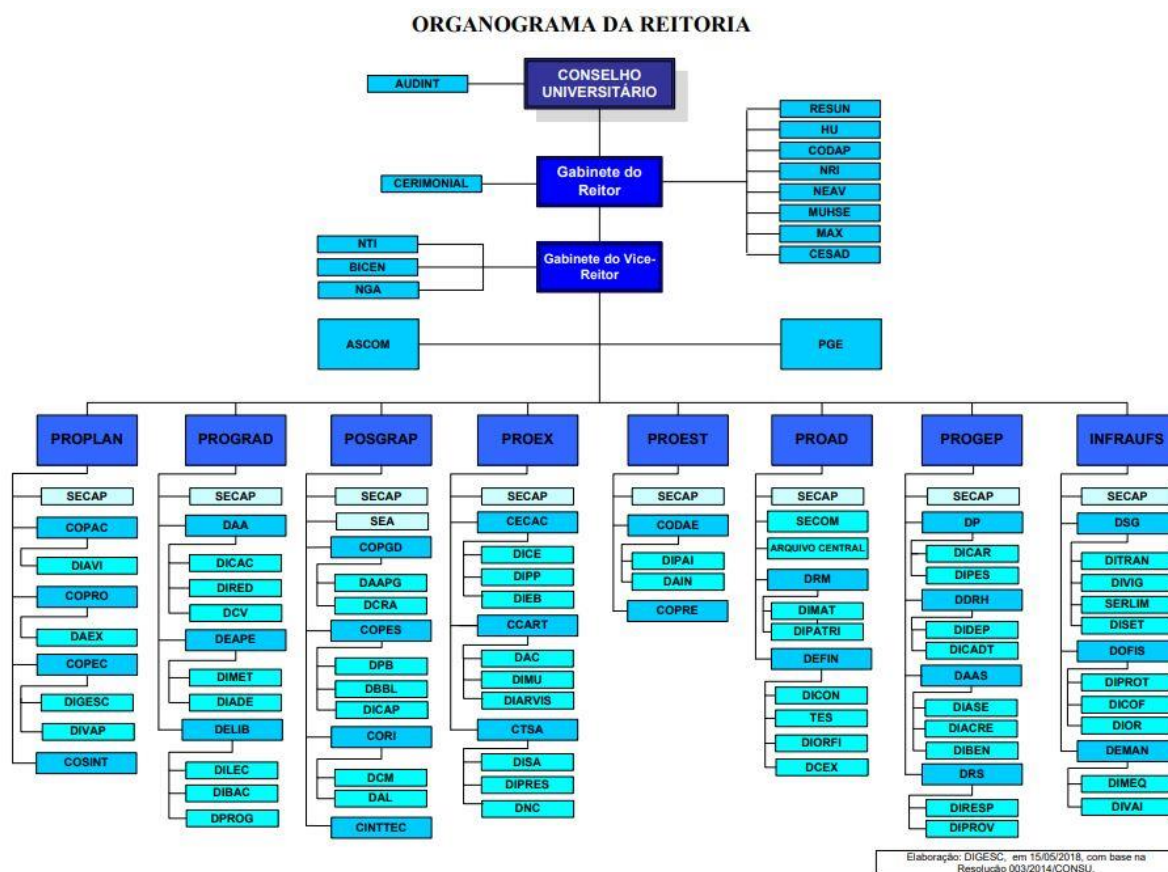 ORGANOGRAMA DA REITORIA
AUDINT
CONSELHO
UNIVERSITÁRIO
RESUN
HU
CODAP
NRI
NEAV
MUHSE
MAX
CESAD
CERIMONIAL
Gabinete do
Reitor
NTI
BICEN
NGA
Gabinete do Vice-
Reitor
ASCOM
PGE
PROPLAN
SECAP
COPAC
DIAVI
COPRO
DAEX
COPEC
DIGESC
DIVAP
COSINT
PROGRAD
SECAP
DAA
DICAC
DIRED
DCV
DEAPE
DIMET
DIADE
DELIB
DILEC
DIBAC
DPROG
POSGRAP
SECAP
SEA
COPGD
DAAPG
DCRA
COPES
DPB
DBBL
DICAP
CORI
DCM
DAL
CINTTEC
PROEX
SECAP
CECAC
DICE
DIPP
DIEB
CCART
DAC
DIMU
DIARVIS
CTSA
DISA
DIPRES
DNC
PROEST
SECAP
CODAE
DIPAI
DAIN
COPRE
PROAD
SECAP
SECOM
ARQUIVO CENTRAL
DRM
DIMAT
DIPATRI
DEFIN
DICON
TES
DIORFI
DCEX
PROGEP
SECAP
DP
DICAR
DIPES
DDRH
DIDEP
DICADT
DAAS
DIASE
DIACRE
DIBEN
DRS
DIRESP
DIPROV
INFRAUFS
SECAP
DSG
DITRAN
DIVIG
SERLIM
DISET
DOFIS
DIPROT
DICOF
DIOR
DEMAN
DIMEQ
DIVAI
Elaboração: DIGESC, em 15/05/2018, com base na
Resolução 003/2014/CONSU.